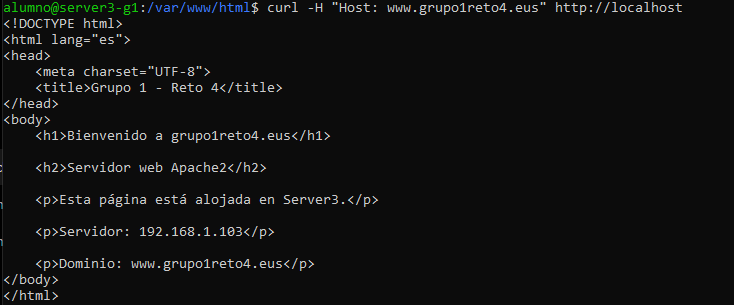 alumno@server3-g1:/var/www/html$ curl -H "Host: www.grupo1reto4.eus" http://localhost
<!DOCTYPE html>
<html lang="es">
<head>
    <meta charset="UTF-8">
    <title>Grupo 1 - Reto 4</title>
</head>
<body>
    <h1>Bienvenido a grupo1reto4.eus</h1>
    <h2>Servidor web Apache2</h2>
    <p>Esta página está alojada en Server3.</p>
    <p>Servidor: 192.168.1.103</p>
    <p>Dominio: www.grupo1reto4.eus</p>
</body>
</html>